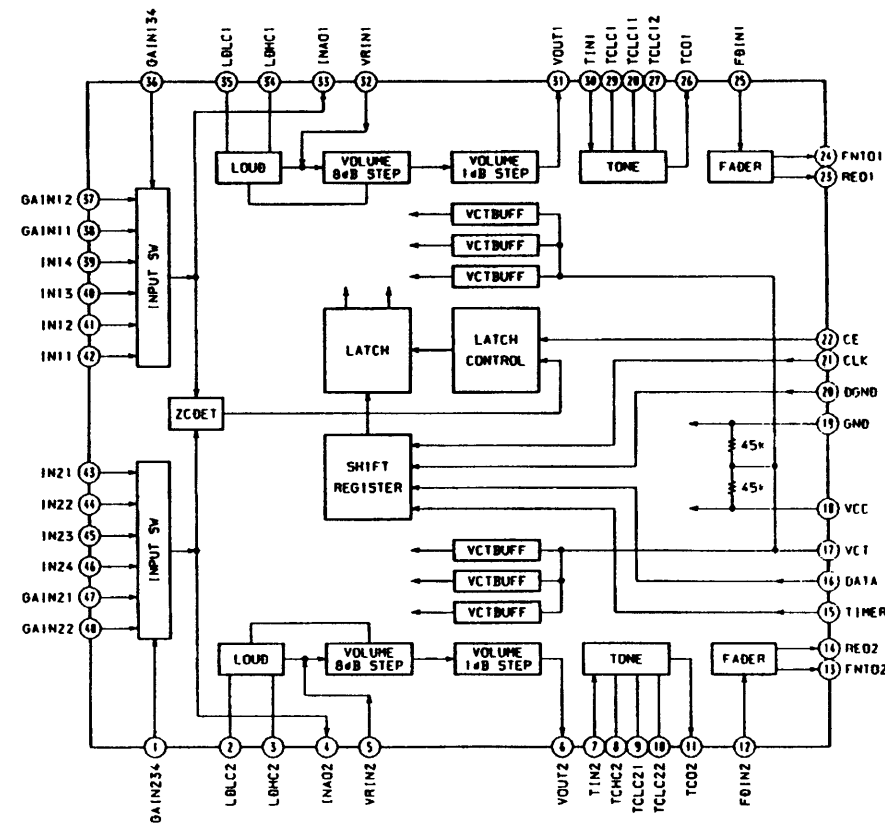 GAIN134
LBLC1
LBHC1
INAO1
VRIN1
VOUT1
TIN1
TCLC1
TCLC11
TCLC12
TCO1
FBIN1
36
35
34
33
32
31
30
29
28
27
26
25
LOUD
VOLUME
8dB STEP
VOLUME
1dB STEP
TONE
FADER
24 FNTO1
23 REO1
GAIN12 37
GAIN11 38
IN14 39
IN13 40
IN12 41
IN11 42
INPUT SW
VCTBUFF
VCTBUFF
VCTBUFF
LATCH
LATCH
CONTROL
22 CE
21 CLK
20 DGND
19 GND
ZCDET
45k
45k
SHIFT
REGISTER
18 VCC
17 VCT
16 DATA
15 TIMER
IN21 43
IN22 44
IN23 45
IN24 46
GAIN21 47
GAIN22 48
INPUT SW
VCTBUFF
VCTBUFF
VCTBUFF
LOUD
VOLUME
8dB STEP
VOLUME
1dB STEP
TONE
FADER
14 REO2
13 FNTO2
1
2
3
4
5
6
7
8
9
10
11
12
GAIN234
LBLC2
LBHC2
INAO2
VRIN2
VOUT2
TIN2
TCHC2
TCLC21
TCLC22
TCO2
FBIN2